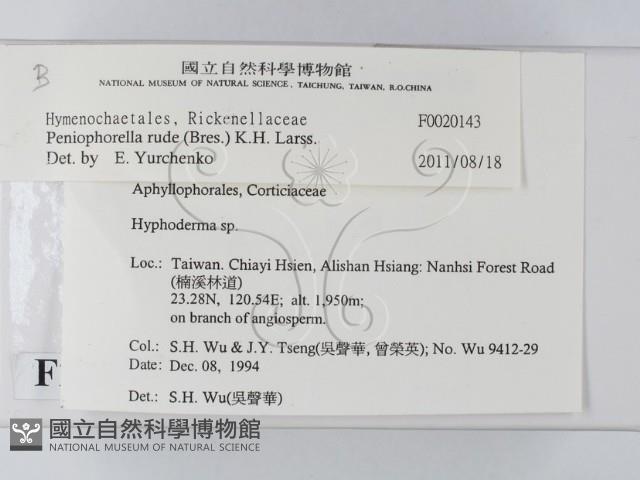 B
國立自然科學博物館
NATIONAL MUSEUM OF NATURAL SCIENCE, TAICHUNG, TAIWAN, R.O.CHINA
Hymenochaetales, Rickenellaceae F0020143
Peniophorella rude (Bres.) K.H. Larss.
Det. by E. Yurchenko 2011/08/18
Aphyllophorales, Corticiaceae
Hyphoderma sp.
Loc.: Taiwan. Chiayi Hsien, Alishan Hsiang: Nanhsi Forest Road
(楠溪林道)
23.28N, 120.54E; alt. 1,950m;
on branch of angiosperm.
Col.: S.H. Wu & J.Y. Tseng(吳聲華, 曾榮英); No. Wu 9412-29
Date: Dec. 08, 1994
Det.: S.H. Wu(吳聲華)
F
國立自然科學博物館
NATIONAL MUSEUM OF NATURAL SCIENCE